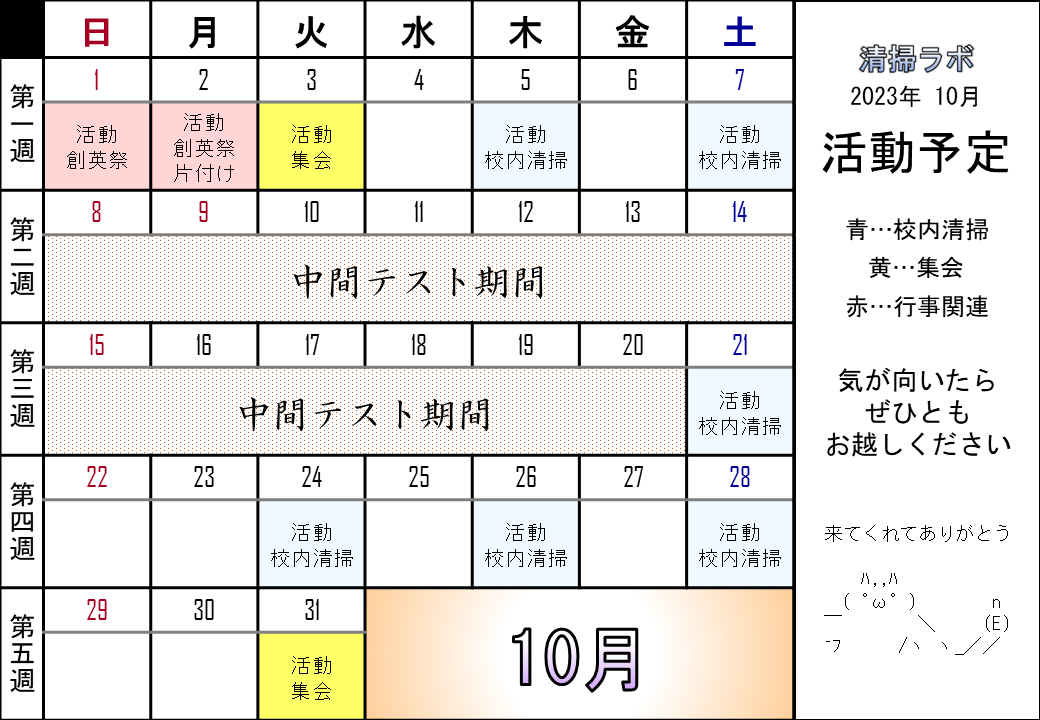 日 月 火 水 木 金 土
第一週
1 2 3 4 5 6 7
活動
創英祭
活動
創英祭
片付け
活動
集会
活動
校内清掃
活動
校内清掃
第二週
8 9 10 11 12 13 14
中間テスト期間
第三週
15 16 17 18 19 20 21
中間テスト期間
活動
校内清掃
第四週
22 23 24 25 26 27 28
活動
校内清掃
活動
校内清掃
活動
校内清掃
第五週
29 30 31
活動
集会
10月
清掃ラボ
2023年 10月
活動予定
青…校内清掃
黄…集会
赤…行事関連
気が向いたら
ぜひとも
お越しください
来てくれてありがとう
ﾊ,,ﾊ
＿( ﾟωﾟ ) n
＼ (E)
ｰﾌ /ヽ ヽ_／／